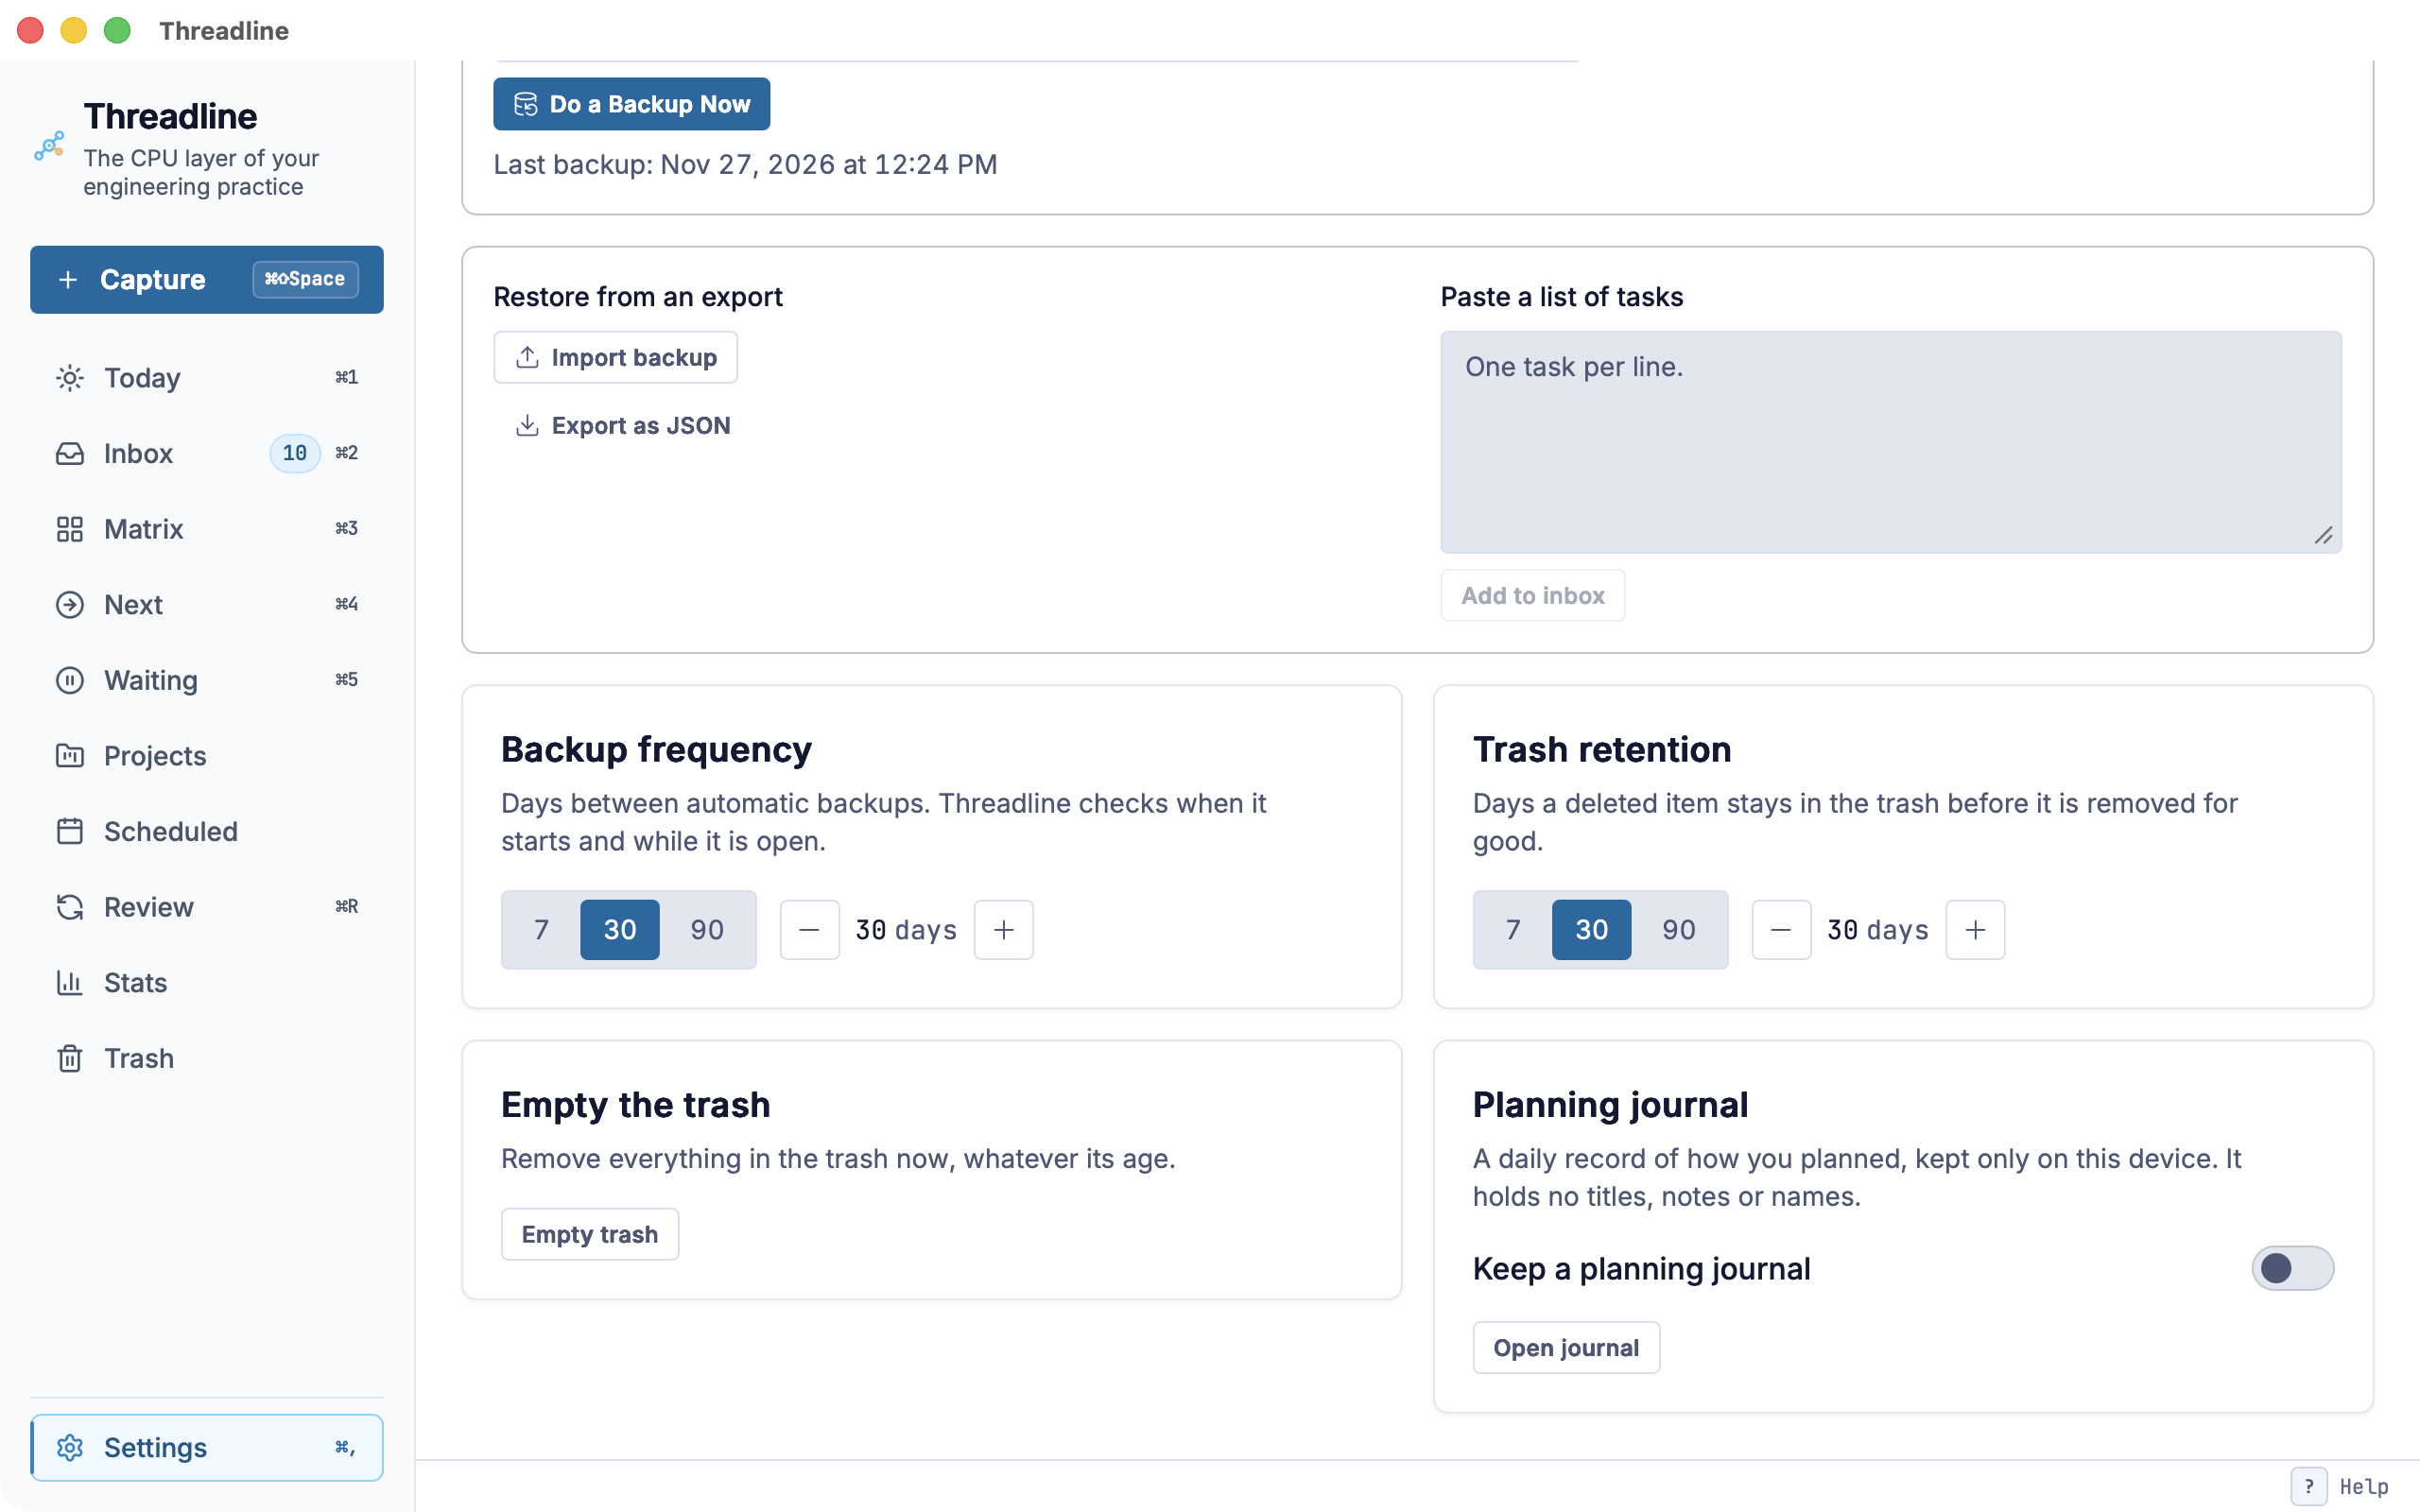 Threadline
Threadline
The CPU layer of your
engineering practice
+ Capture ⌘⇧Space
Today ⌘1
Inbox 10 ⌘2
Matrix ⌘3
Next ⌘4
Waiting ⌘5
Projects
Scheduled
Review ⌘R
Stats
Trash
Settings ⌘,
Do a Backup Now
Last backup: Nov 27, 2026 at 12:24 PM
Restore from an export
Import backup
Export as JSON
Paste a list of tasks
One task per line.
Add to inbox
Backup frequency
Days between automatic backups. Threadline checks when it
starts and while it is open.
7 30 90 − 30 days +
Trash retention
Days a deleted item stays in the trash before it is removed for
good.
7 30 90 − 30 days +
Empty the trash
Remove everything in the trash now, whatever its age.
Empty trash
Planning journal
A daily record of how you planned, kept only on this device. It
holds no titles, notes or names.
Keep a planning journal
Open journal
? Help